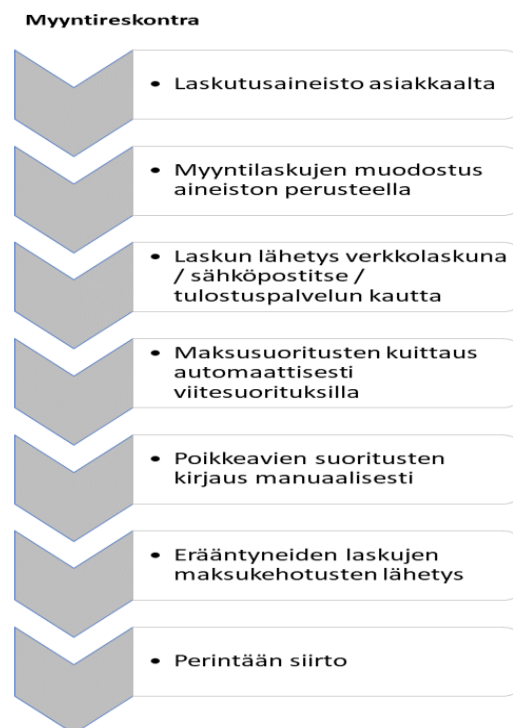 Myyntireskontra
• Laskutusaineisto asiakkaalta
• Myyntilaskujen muodostus
aineiston perusteella
• Laskun lähetys verkkolaskuna
/ sähköpostitse /
tulostuspalvelun kautta
• Maksusuoritusten kuittaus
automaattisesti
viitesuorituksilla
• Poikkeavien suoritusten
kirjaus manuaalisesti
• Erääntyneiden laskujen
maksukehotusten lähetys
• Perintään siirto